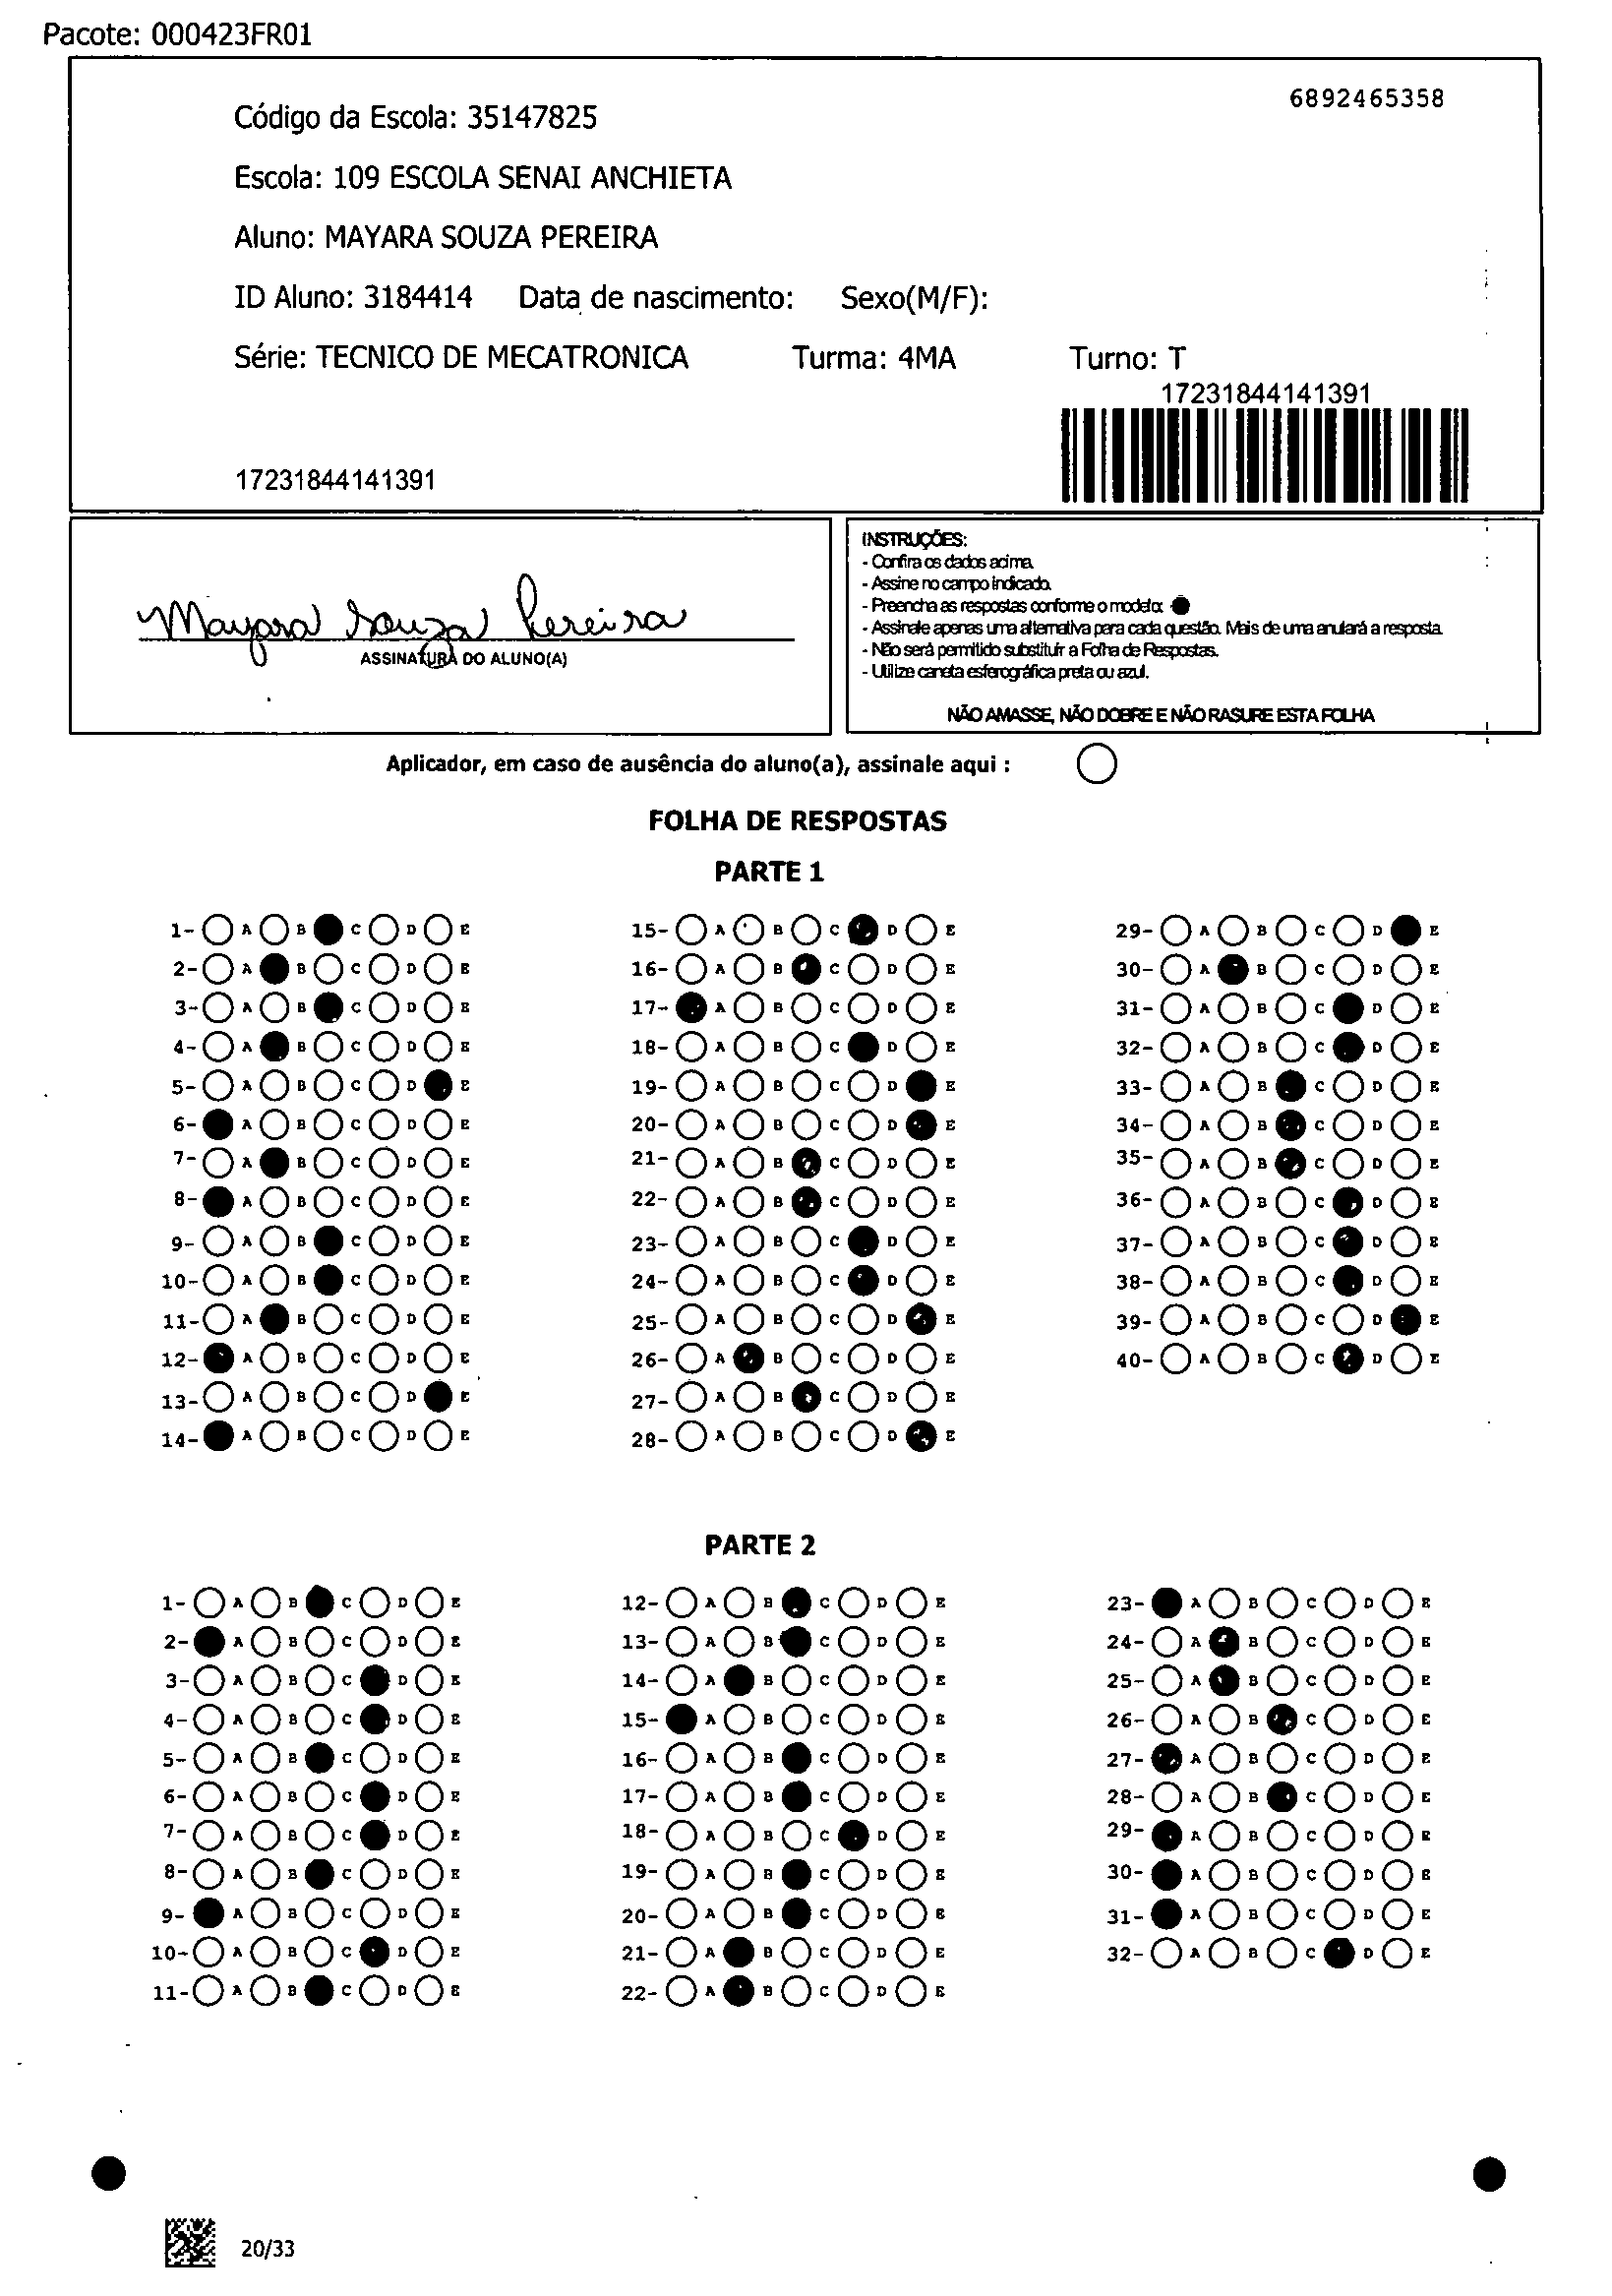 Pacote: 000423FR01
6892465358
Código da Escola: 35147825
Escola: 109 ESCOLA SENAI ANCHIETA
Aluno: MAYARA SOUZA PEREIRA
ID Aluno: 3184414 Data de nascimento: Sexo(M/F):
Série: TECNICO DE MECATRONICA Turma: 4MA Turno: T
17231844141391
17231844141391
Mayara Souza Pereira
ASSINATURA DO ALUNO(A)
INSTRUÇÕES:
- Confira os dados acima.
- Assine no campo indicado.
- Preencha as respostas conforme o modelo:
- Assinale apenas uma alternativa para cada questão. Mais de uma anulará a resposta.
- Não será permitido substituir a Folha de Respostas.
- Utilize caneta esferográfica preta ou azul.
NÃO AMASSE, NÃO DOBRE E NÃO RASURE ESTA FOLHA
Aplicador, em caso de ausência do aluno(a), assinale aqui :
FOLHA DE RESPOSTAS
PARTE 1
1- A B C D E
2- A B C D E
3- A B C D E
4- A B C D E
5- A B C D E
6- A B C D E
7- A B C D E
8- A B C D E
9- A B C D E
10- A B C D E
11- A B C D E
12- A B C D E
13- A B C D E
14- A B C D E
15- A B C D E
16- A B C D E
17- A B C D E
18- A B C D E
19- A B C D E
20- A B C D E
21- A B C D E
22- A B C D E
23- A B C D E
24- A B C D E
25- A B C D E
26- A B C D E
27- A B C D E
28- A B C D E
29- A B C D E
30- A B C D E
31- A B C D E
32- A B C D E
33- A B C D E
34- A B C D E
35- A B C D E
36- A B C D E
37- A B C D E
38- A B C D E
39- A B C D E
40- A B C D E
PARTE 2
1- A B C D E
2- A B C D E
3- A B C D E
4- A B C D E
5- A B C D E
6- A B C D E
7- A B C D E
8- A B C D E
9- A B C D E
10- A B C D E
11- A B C D E
12- A B C D E
13- A B C D E
14- A B C D E
15- A B C D E
16- A B C D E
17- A B C D E
18- A B C D E
19- A B C D E
20- A B C D E
21- A B C D E
22- A B C D E
23- A B C D E
24- A B C D E
25- A B C D E
26- A B C D E
27- A B C D E
28- A B C D E
29- A B C D E
30- A B C D E
31- A B C D E
32- A B C D E
20/33